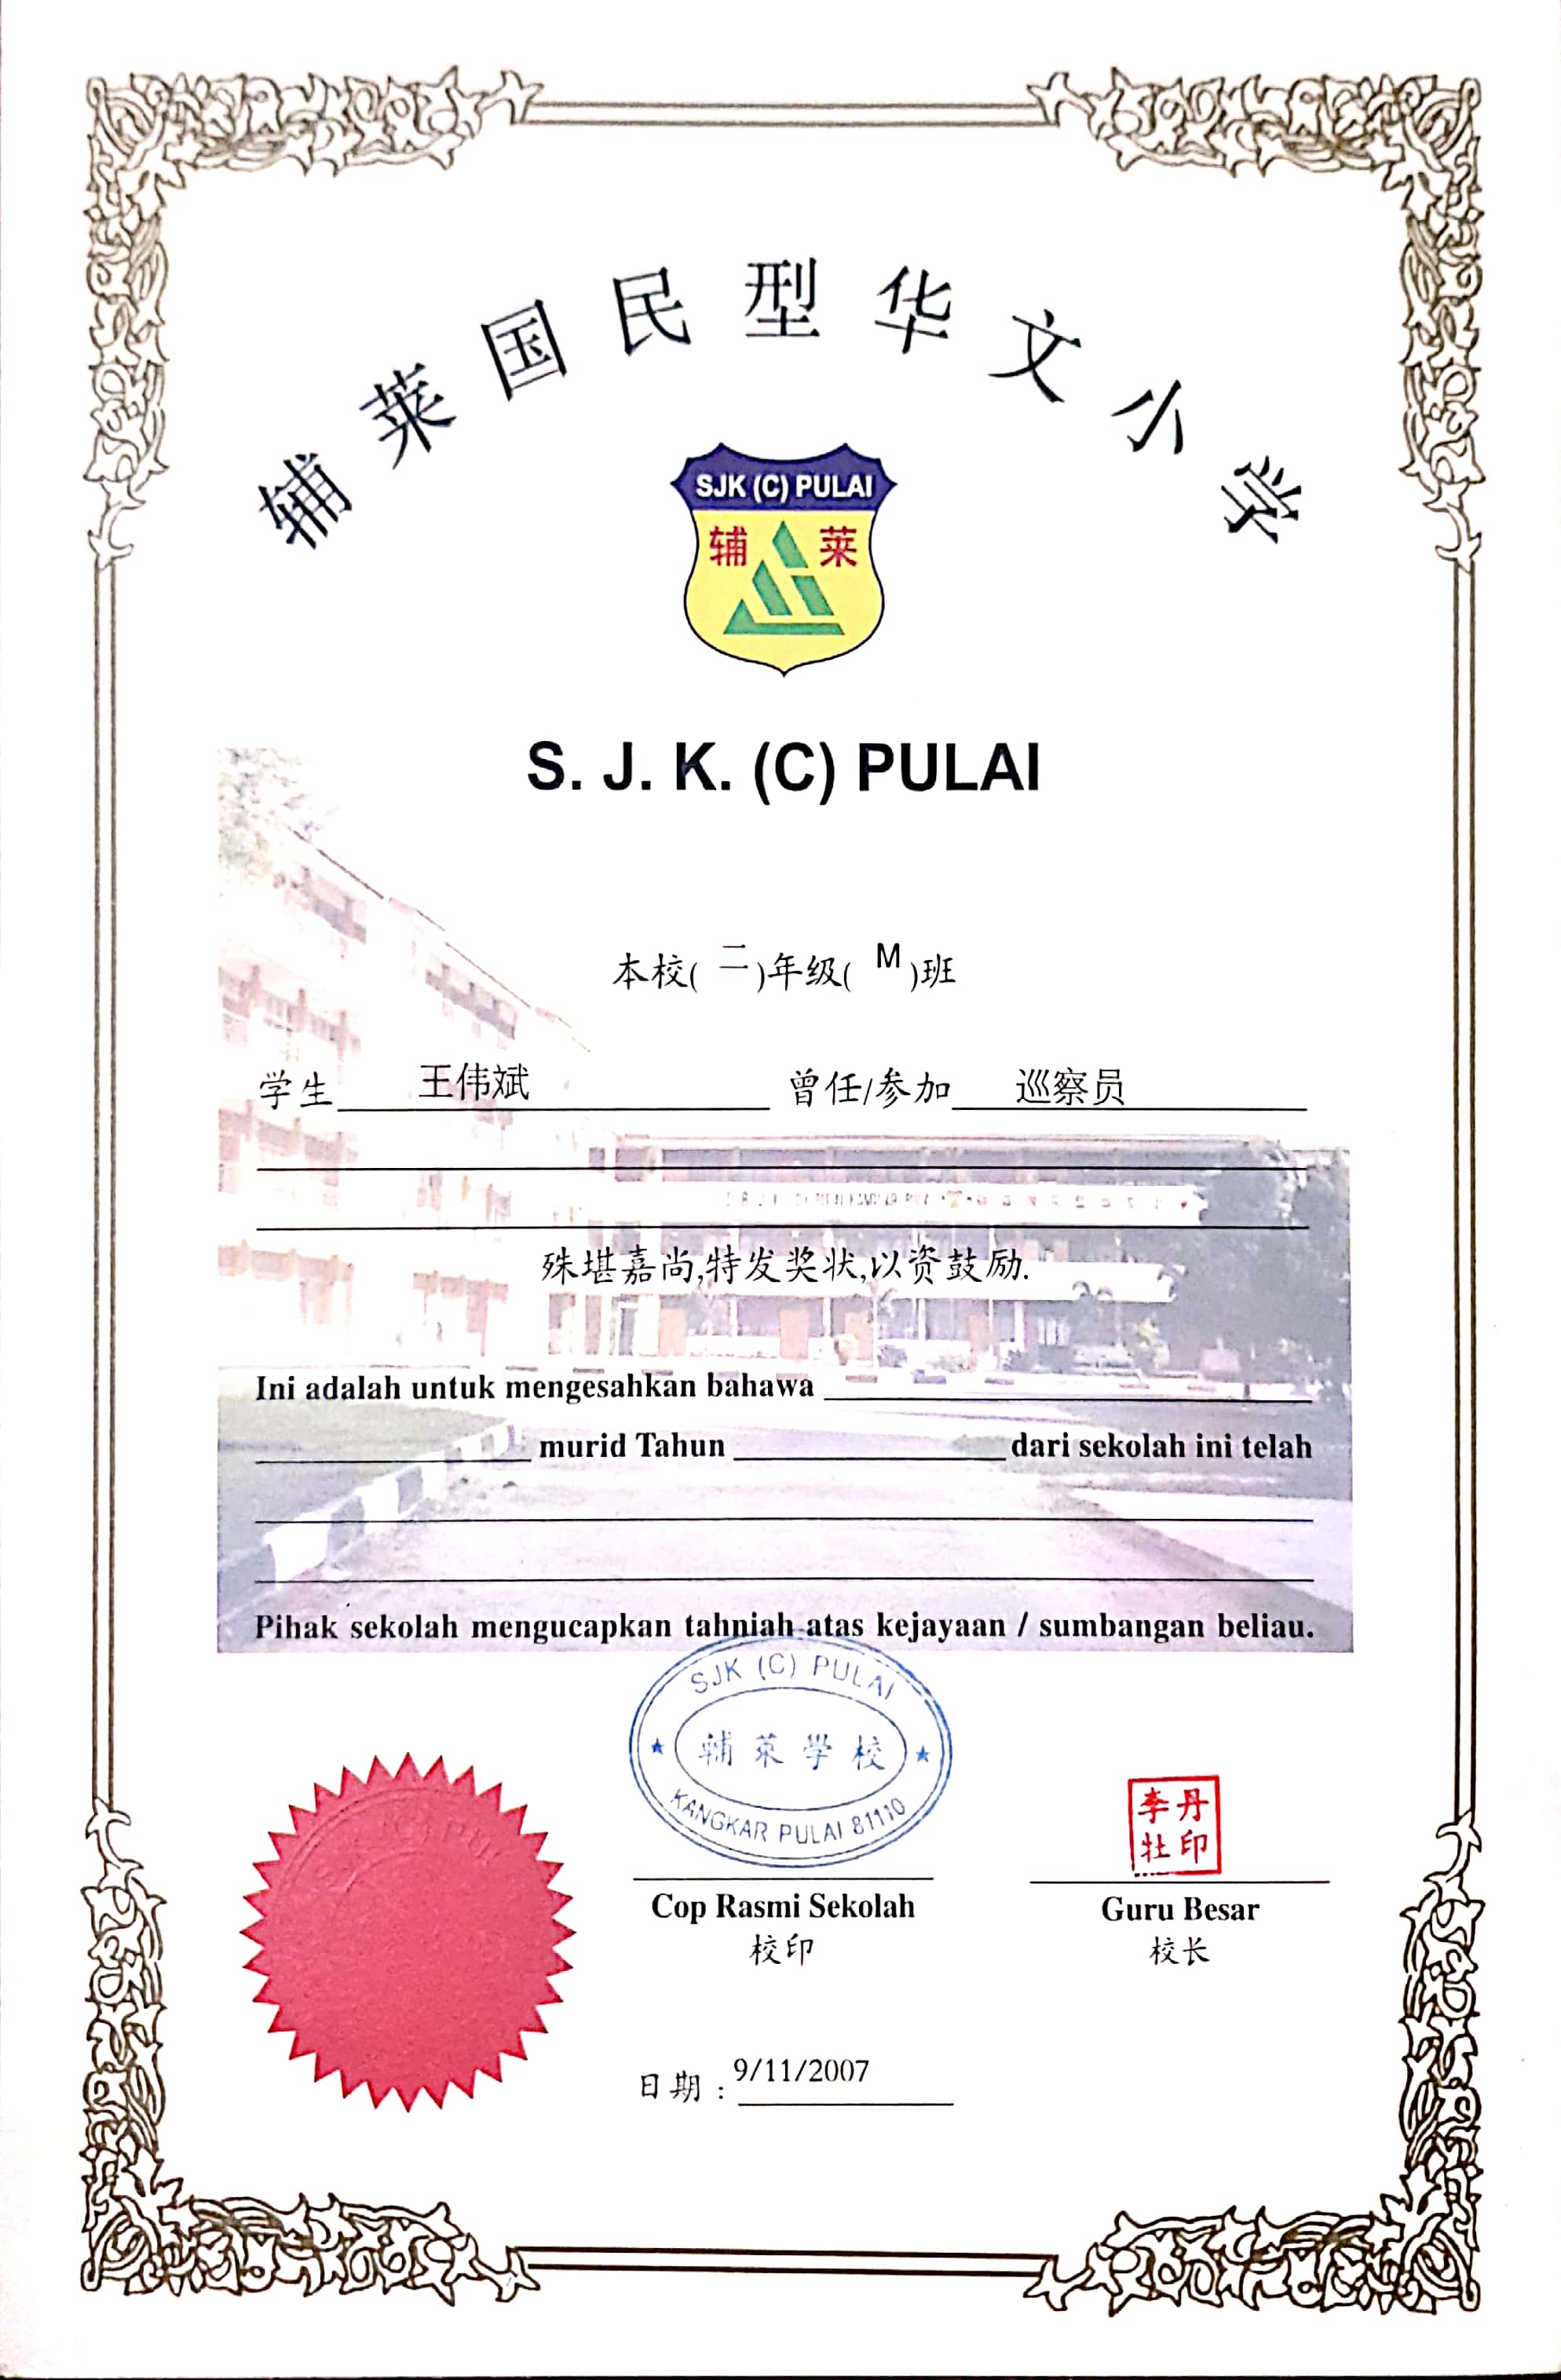 辅莱国民型华文小学
SJK (C) PULAI
辅 莱
S. J. K. (C) PULAI
本校( 二 )年级( M )班
学生 王伟斌 曾任/参加 巡察员
殊堪嘉尚,特发奖状,以资鼓励.
Ini adalah untuk mengesahkan bahawa
murid Tahun dari sekolah ini telah
Pihak sekolah mengucapkan tahniah atas kejayaan / sumbangan beliau.
SJK (C) PULAI
輔萊學校
KANGKAR PULAI 81110
李丹
牡印
Cop Rasmi Sekolah
校印
Guru Besar
校长
日期 : 9/11/2007